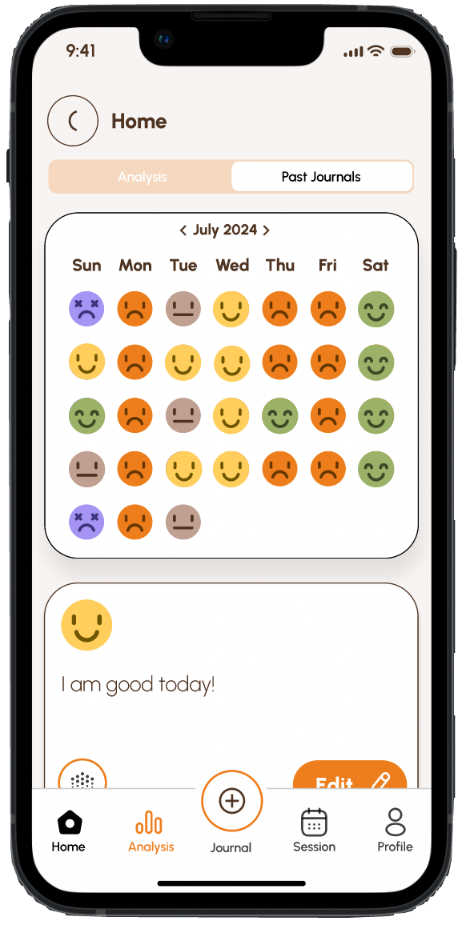 9:41
Home
Analysis Past Journals
< July 2024 >
Sun Mon Tue Wed Thu Fri Sat
I am good today!
Edit
Home Analysis Journal Session Profile